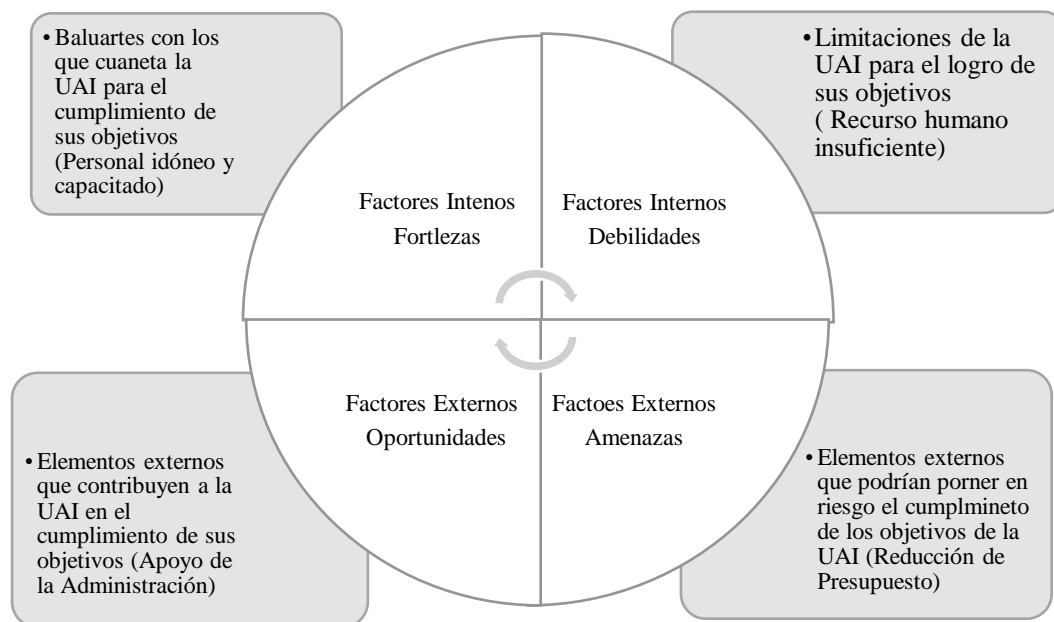 • Baluartes con los
que cuaneta la
UAI para el
cumplimiento de
sus objetivos
(Personal idóneo y
capacitado)
• Limitaciones de la
UAI para el logro de
sus objetivos
( Recurso humano
insuficiente)
Factores Intenos
Fortlezas
Factores Internos
Debilidades
Factores Externos
Oportunidades
Factoes Externos
Amenazas
• Elementos externos
que contribuyen a la
UAI en el
cumplimiento de sus
objetivos (Apoyo de
la Administración)
• Elementos externos
que podrían porner en
riesgo el cumplmineto
de los objetivos de la
UAI (Reducción de
Presupuesto)